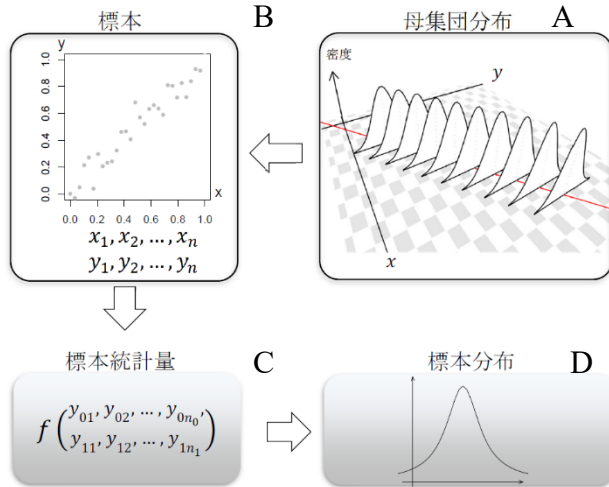 標本 B
y
0.0 0.2 0.4 0.6 0.8 1.0
0.0 0.2 0.4 0.6 0.8 1.0
x
x₁, x₂, ..., xₙ
y₁, y₂, ..., yₙ
母集団分布 A
密度
y
x
標本統計量 C
f(y₀₁, y₀₂, ..., y₀ₙ₀,
y₁₁, y₁₂, ..., y₁ₙ₁)
標本分布 D